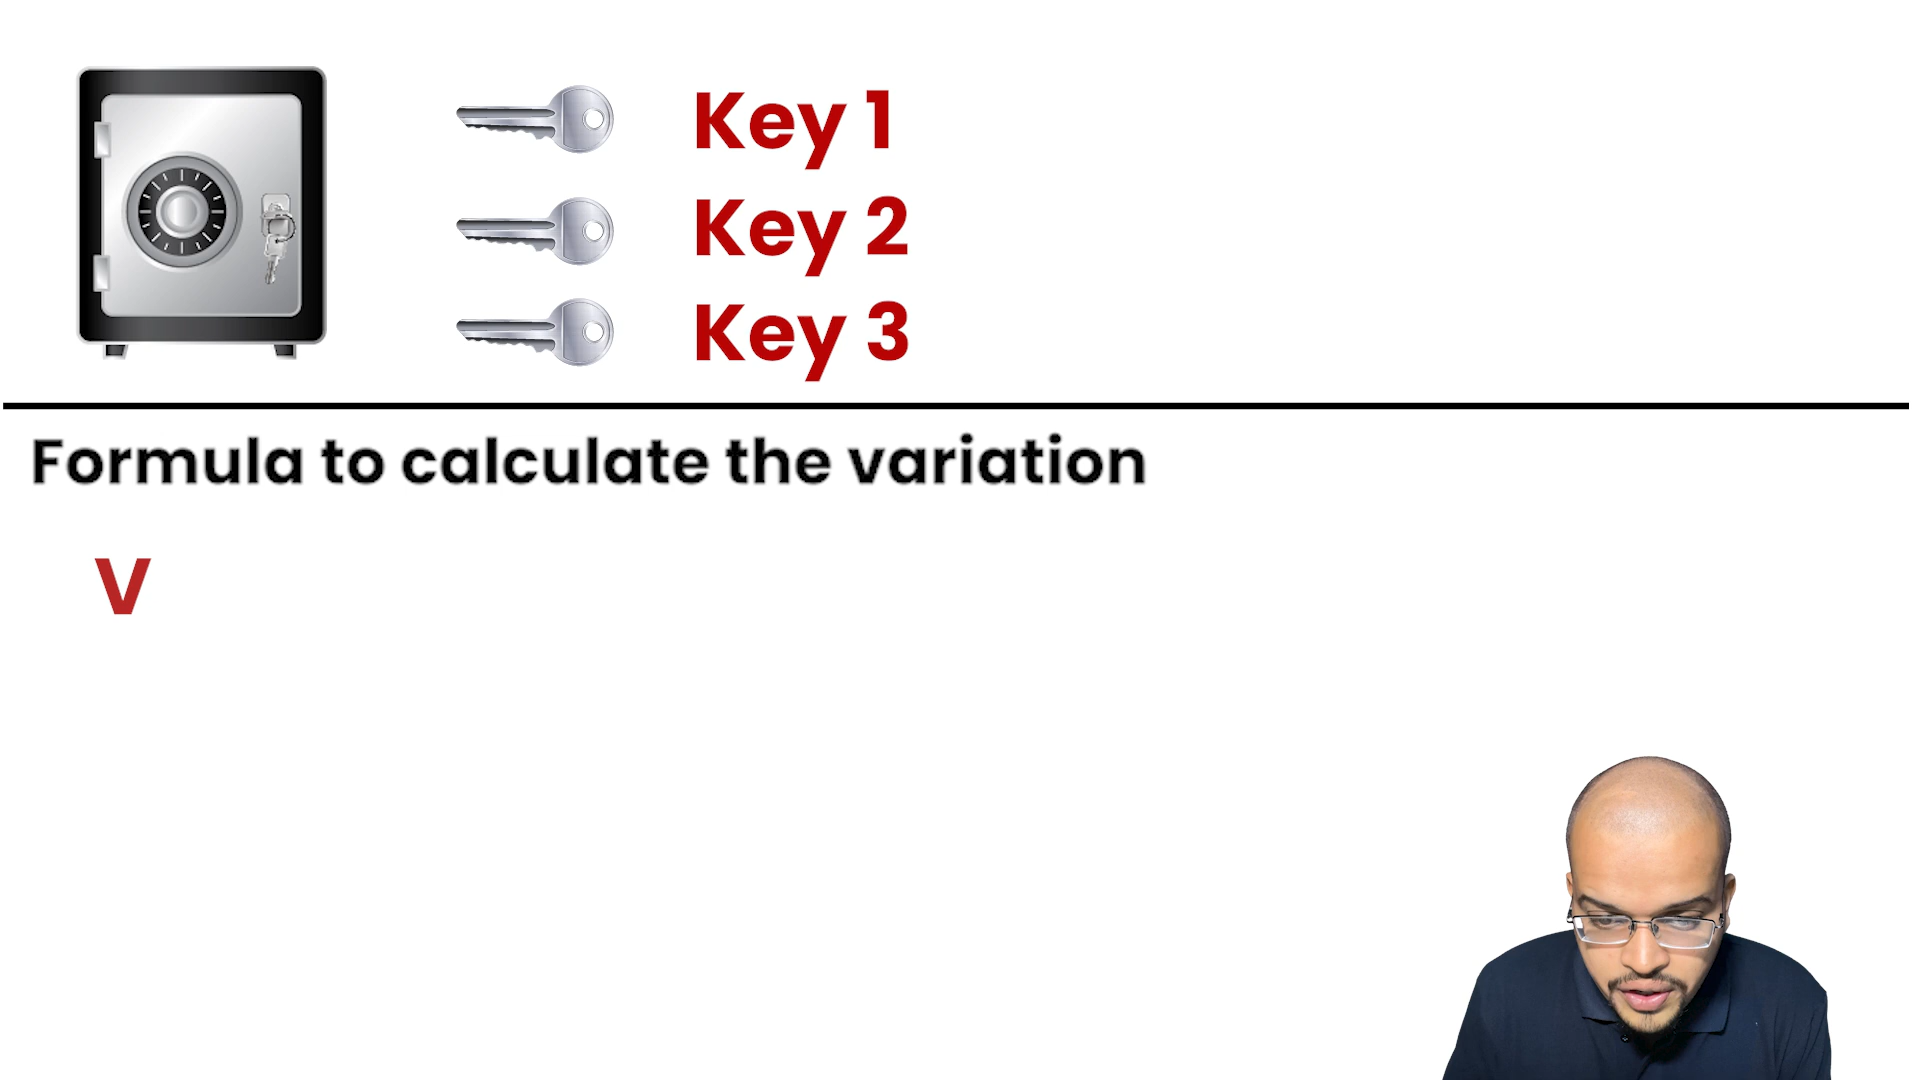 Key 1
Key 2
Key 3
Formula to calculate the variation
V